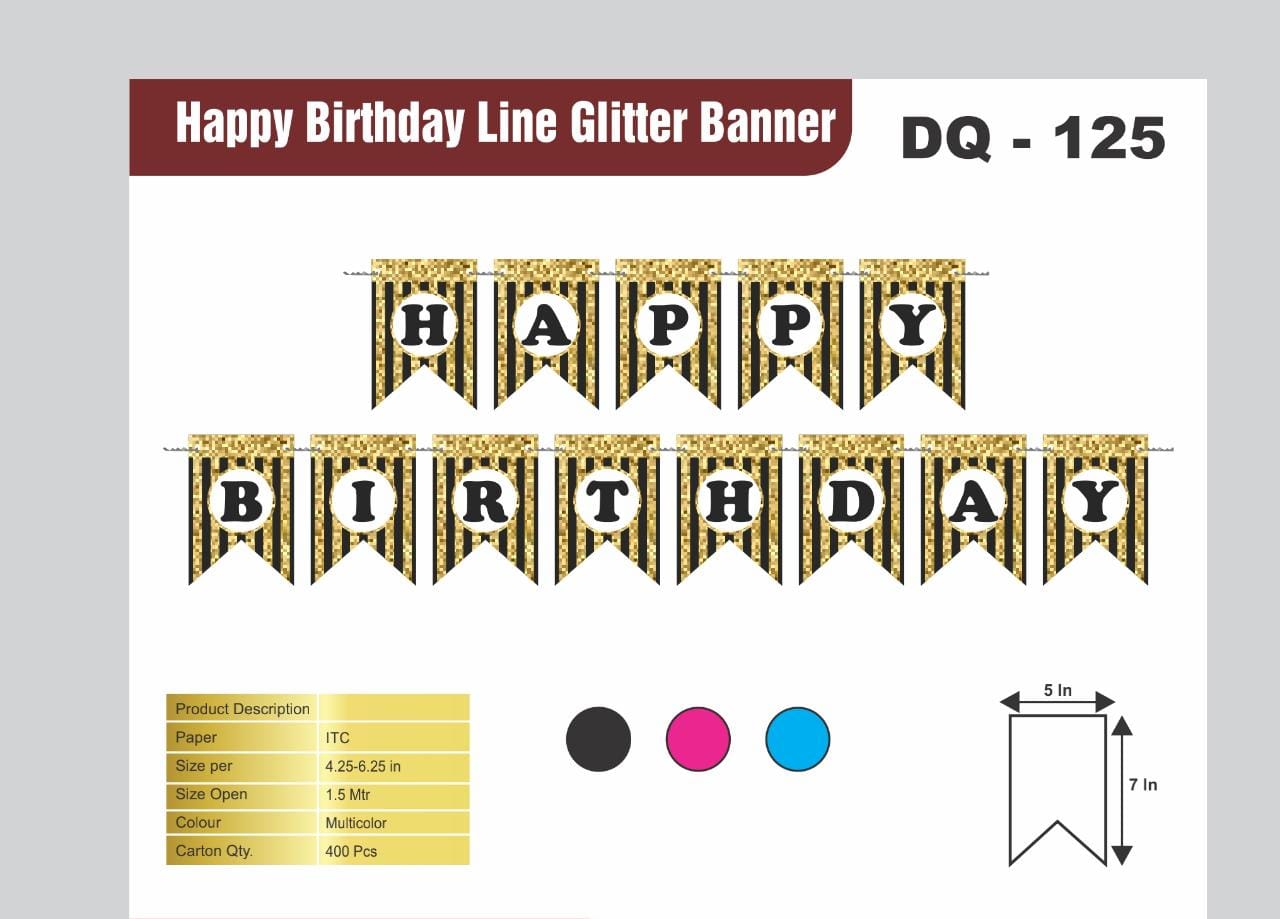 Happy Birthday Line Glitter Banner
DQ - 125
HAPPY
BIRTHDAY
Product Description
Paper ITC
Size per 4.25-6.25 in
Size Open 1.5 Mtr
Colour Multicolor
Carton Qty. 400 Pcs
5 In
7 In